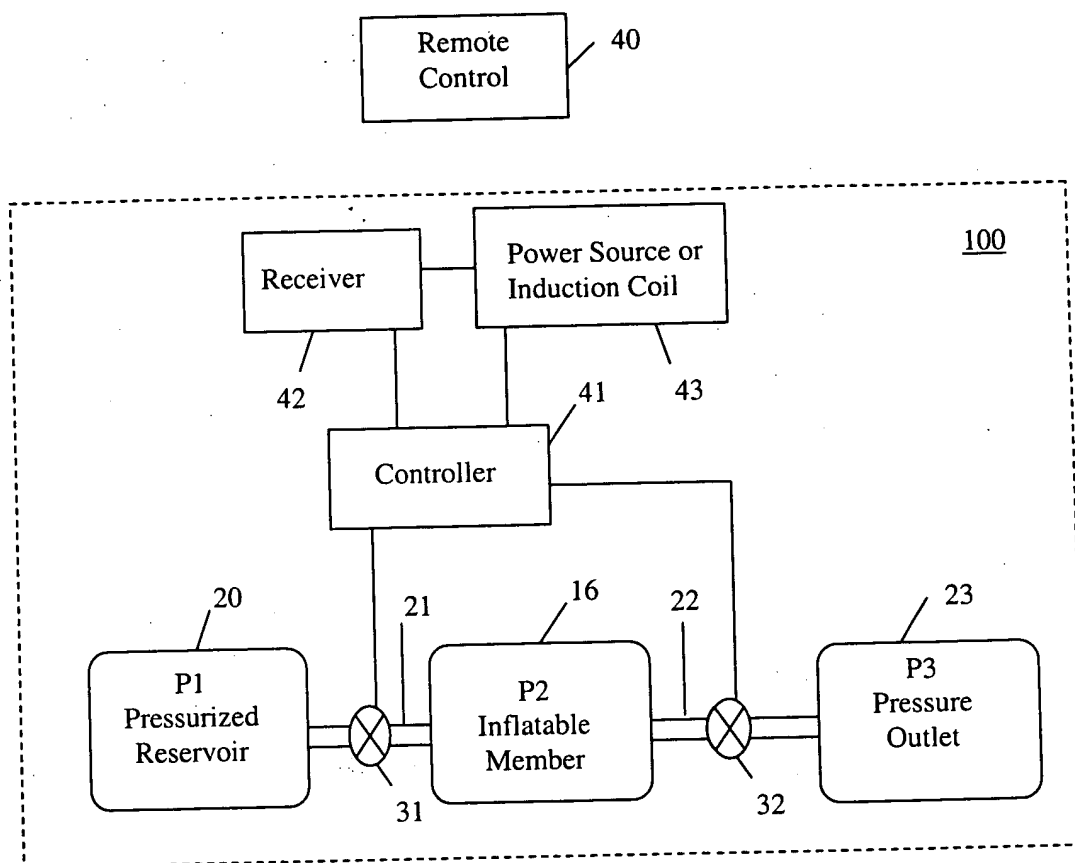 Remote
Control
40
100
Receiver
Power Source or
Induction Coil
42
41
43
Controller
20
21
16
22
23
P1
Pressurized
Reservoir
P2
Inflatable
Member
P3
Pressure
Outlet
31
32